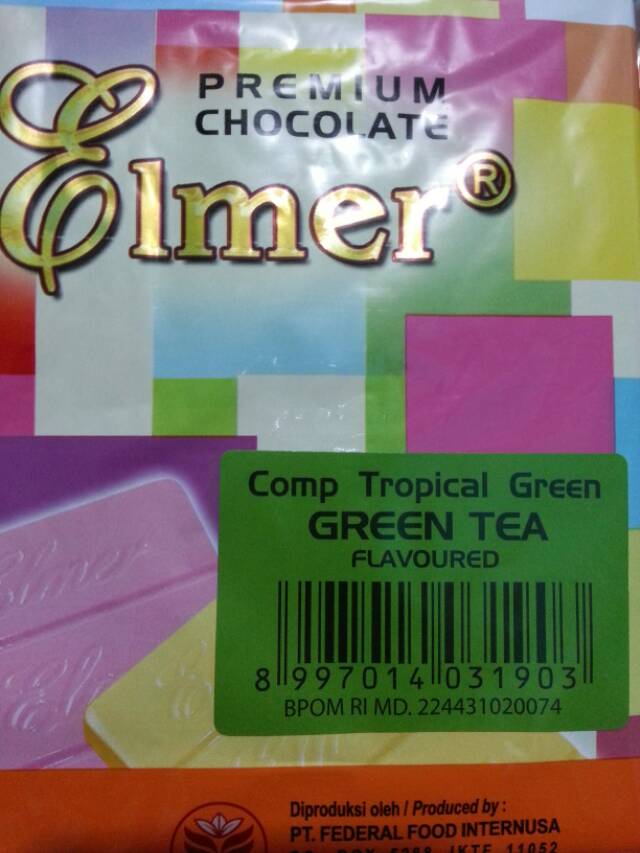 PREMIUM
CHOCOLATE
Elmer®
Comp Tropical Green
GREEN TEA
FLAVOURED
8 997014 031903
BPOM RI MD. 224431020074
Diproduksi oleh / Produced by :
PT. FEDERAL FOOD INTERNUSA